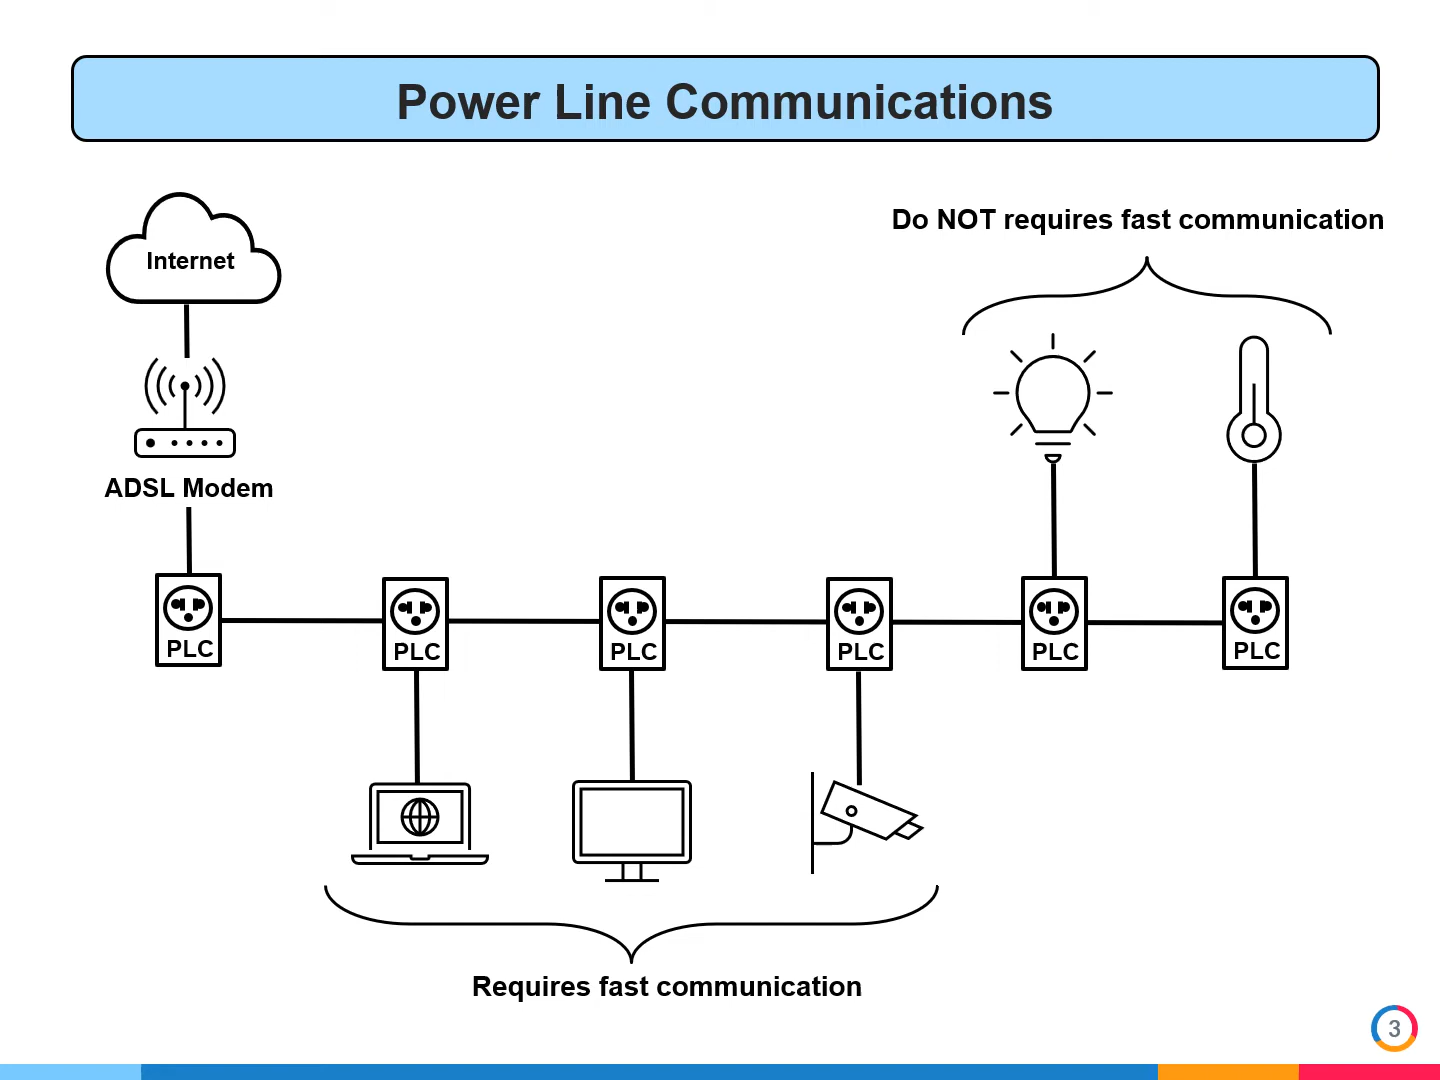 Power Line Communications
Internet
Do NOT requires fast communication
ADSL Modem
PLC
PLC
PLC
PLC
PLC
PLC
Requires fast communication
3